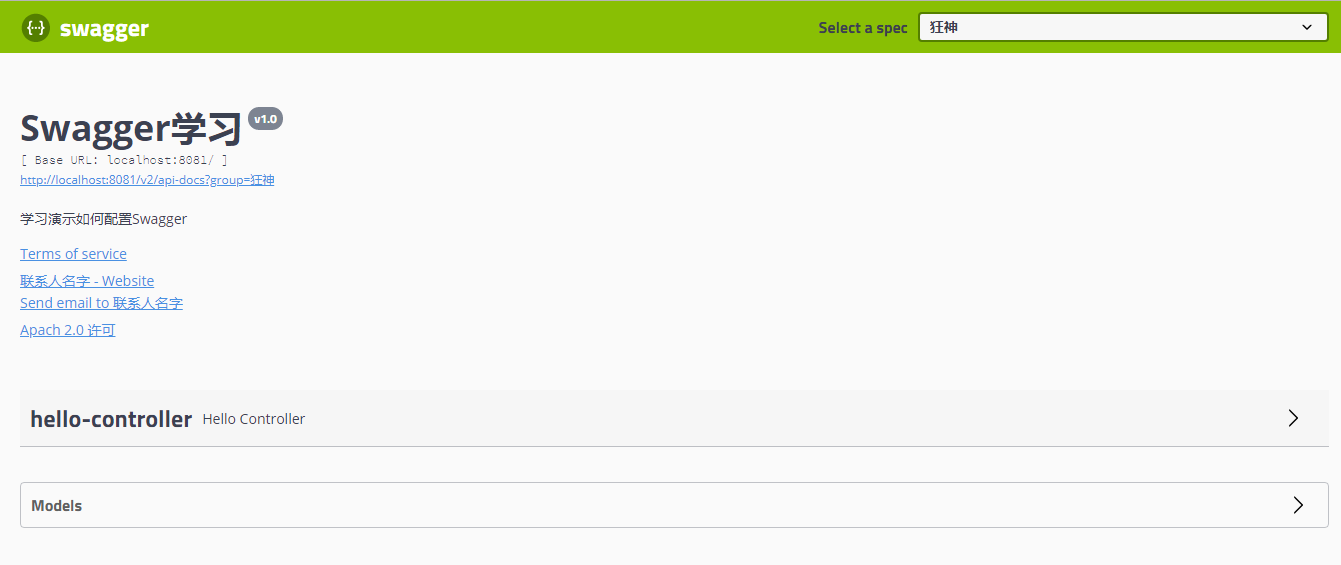 swagger
Select a spec 狂神
Swagger学习 v1.0
[ Base URL: localhost:8081/ ]
http://localhost:8081/v2/api-docs?group=狂神
学习演示如何配置Swagger
Terms of service
联系人名字 - Website
Send email to 联系人名字
Apach 2.0 许可
hello-controller Hello Controller
Models